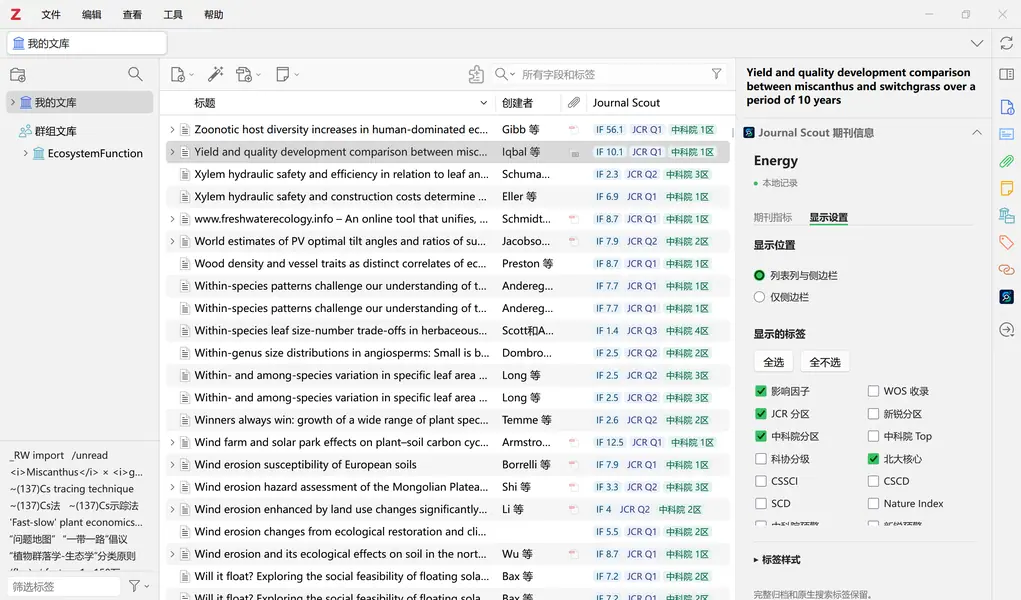 Z 文件 编辑 查看 工具 帮助
我的文库
所有字段和标签
我的文库
群组文库
EcosystemFunction
_RW import /unread
<i>Miscanthus</i> × <i>g...
~(137)Cs tracing technique
~(137)Cs法 ~(137)Cs示踪法
'Fast-slow' plant economics...
"问题地图" "一带一路"倡议
"植物群落学-生态学"分类原则
筛选标签
标题 创建者 Journal Scout
Zoonotic host diversity increases in human-dominated ec... Gibb 等 IF 56.1 JCR Q1 中科院 1区
Yield and quality development comparison between misc... Iqbal 等 IF 10.1 JCR Q1 中科院 1区
Xylem hydraulic safety and efficiency in relation to leaf an... Schuma... IF 2.3 JCR Q2 中科院 3区
Xylem hydraulic safety and construction costs determine ... Eller 等 IF 6.9 JCR Q1 中科院 1区
www.freshwaterecology.info – An online tool that unifies, ... Schmidt... IF 8.7 JCR Q1 中科院 1区
World estimates of PV optimal tilt angles and ratios of su... Jacobso... IF 7.9 JCR Q2 中科院 2区
Wood density and vessel traits as distinct correlates of ec... Preston 等 IF 8.7 JCR Q1 中科院 1区
Within-species patterns challenge our understanding of t... Andereg... IF 7.7 JCR Q1 中科院 1区
Within-species patterns challenge our understanding of t... Andereg... IF 7.7 JCR Q1 中科院 1区
Within-species leaf size-number trade-offs in herbaceous... Scott和A... IF 1.4 JCR Q3 中科院 4区
Within-genus size distributions in angiosperms: Small is b... Dombro... IF 2.5 JCR Q2 中科院 2区
Within- and among-species variation in specific leaf area ... Long 等 IF 2.5 JCR Q2 中科院 3区
Within- and among-species variation in specific leaf area ... Long 等 IF 2.5 JCR Q2 中科院 3区
Winners always win: growth of a wide range of plant spec... Temme 等 IF 2.6 JCR Q2 中科院 2区
Wind farm and solar park effects on plant–soil carbon cyc... Armstro... IF 12.5 JCR Q1 中科院 1区
Wind erosion susceptibility of European soils Borrelli 等 IF 7.9 JCR Q1 中科院 1区
Wind erosion hazard assessment of the Mongolian Platea... Shi 等 IF 3.3 JCR Q2 中科院 3区
Wind erosion enhanced by land use changes significantly... Li 等 IF 4 JCR Q2 中科院 2区
Wind erosion changes from ecological restoration and cli... IF 5.5 JCR Q1 中科院 2区
Wind erosion and its ecological effects on soil in the nort... Wu 等 IF 8.7 JCR Q1 中科院 1区
Will it float? Exploring the social feasibility of floating sola... Bax 等 IF 7.2 JCR Q1 中科院 2区
Will it float? Exploring the social feasibility of floating sola... Bax 等 IF 7.2 JCR Q1 中科院 2区
Yield and quality development comparison
between miscanthus and switchgrass over a
period of 10 years
Journal Scout 期刊信息
Energy
本地记录
期刊指标 显示设置
显示位置
列表列与侧边栏
仅侧边栏
显示的标签
全选 全不选
影响因子 WOS 收录
JCR 分区 新锐分区
中科院分区 中科院 Top
科协分级 北大核心
CSSCI CSCD
SCD Nature Index
中科院预警 新锐预警
标签样式
完整归档和原生搜索标签保留。